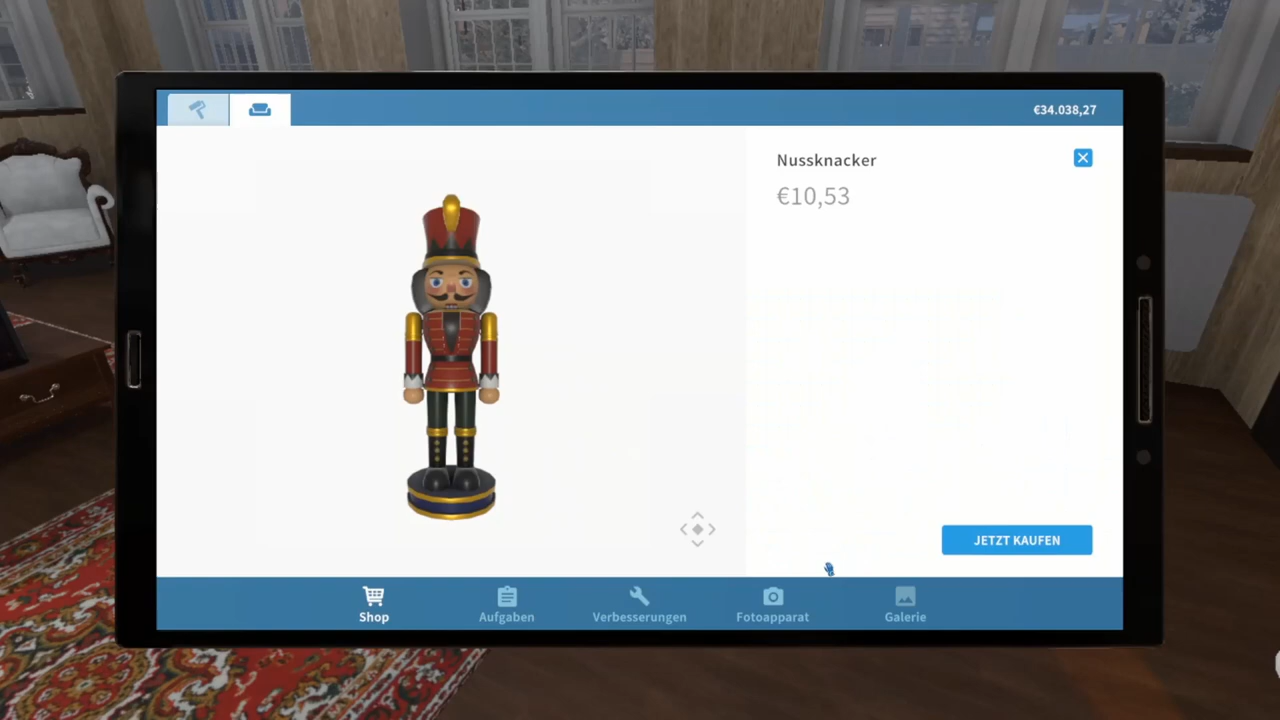 €34.038,27
Nussknacker
€10,53
JETZT KAUFEN
Shop
Aufgaben
Verbesserungen
Fotoapparat
Galerie